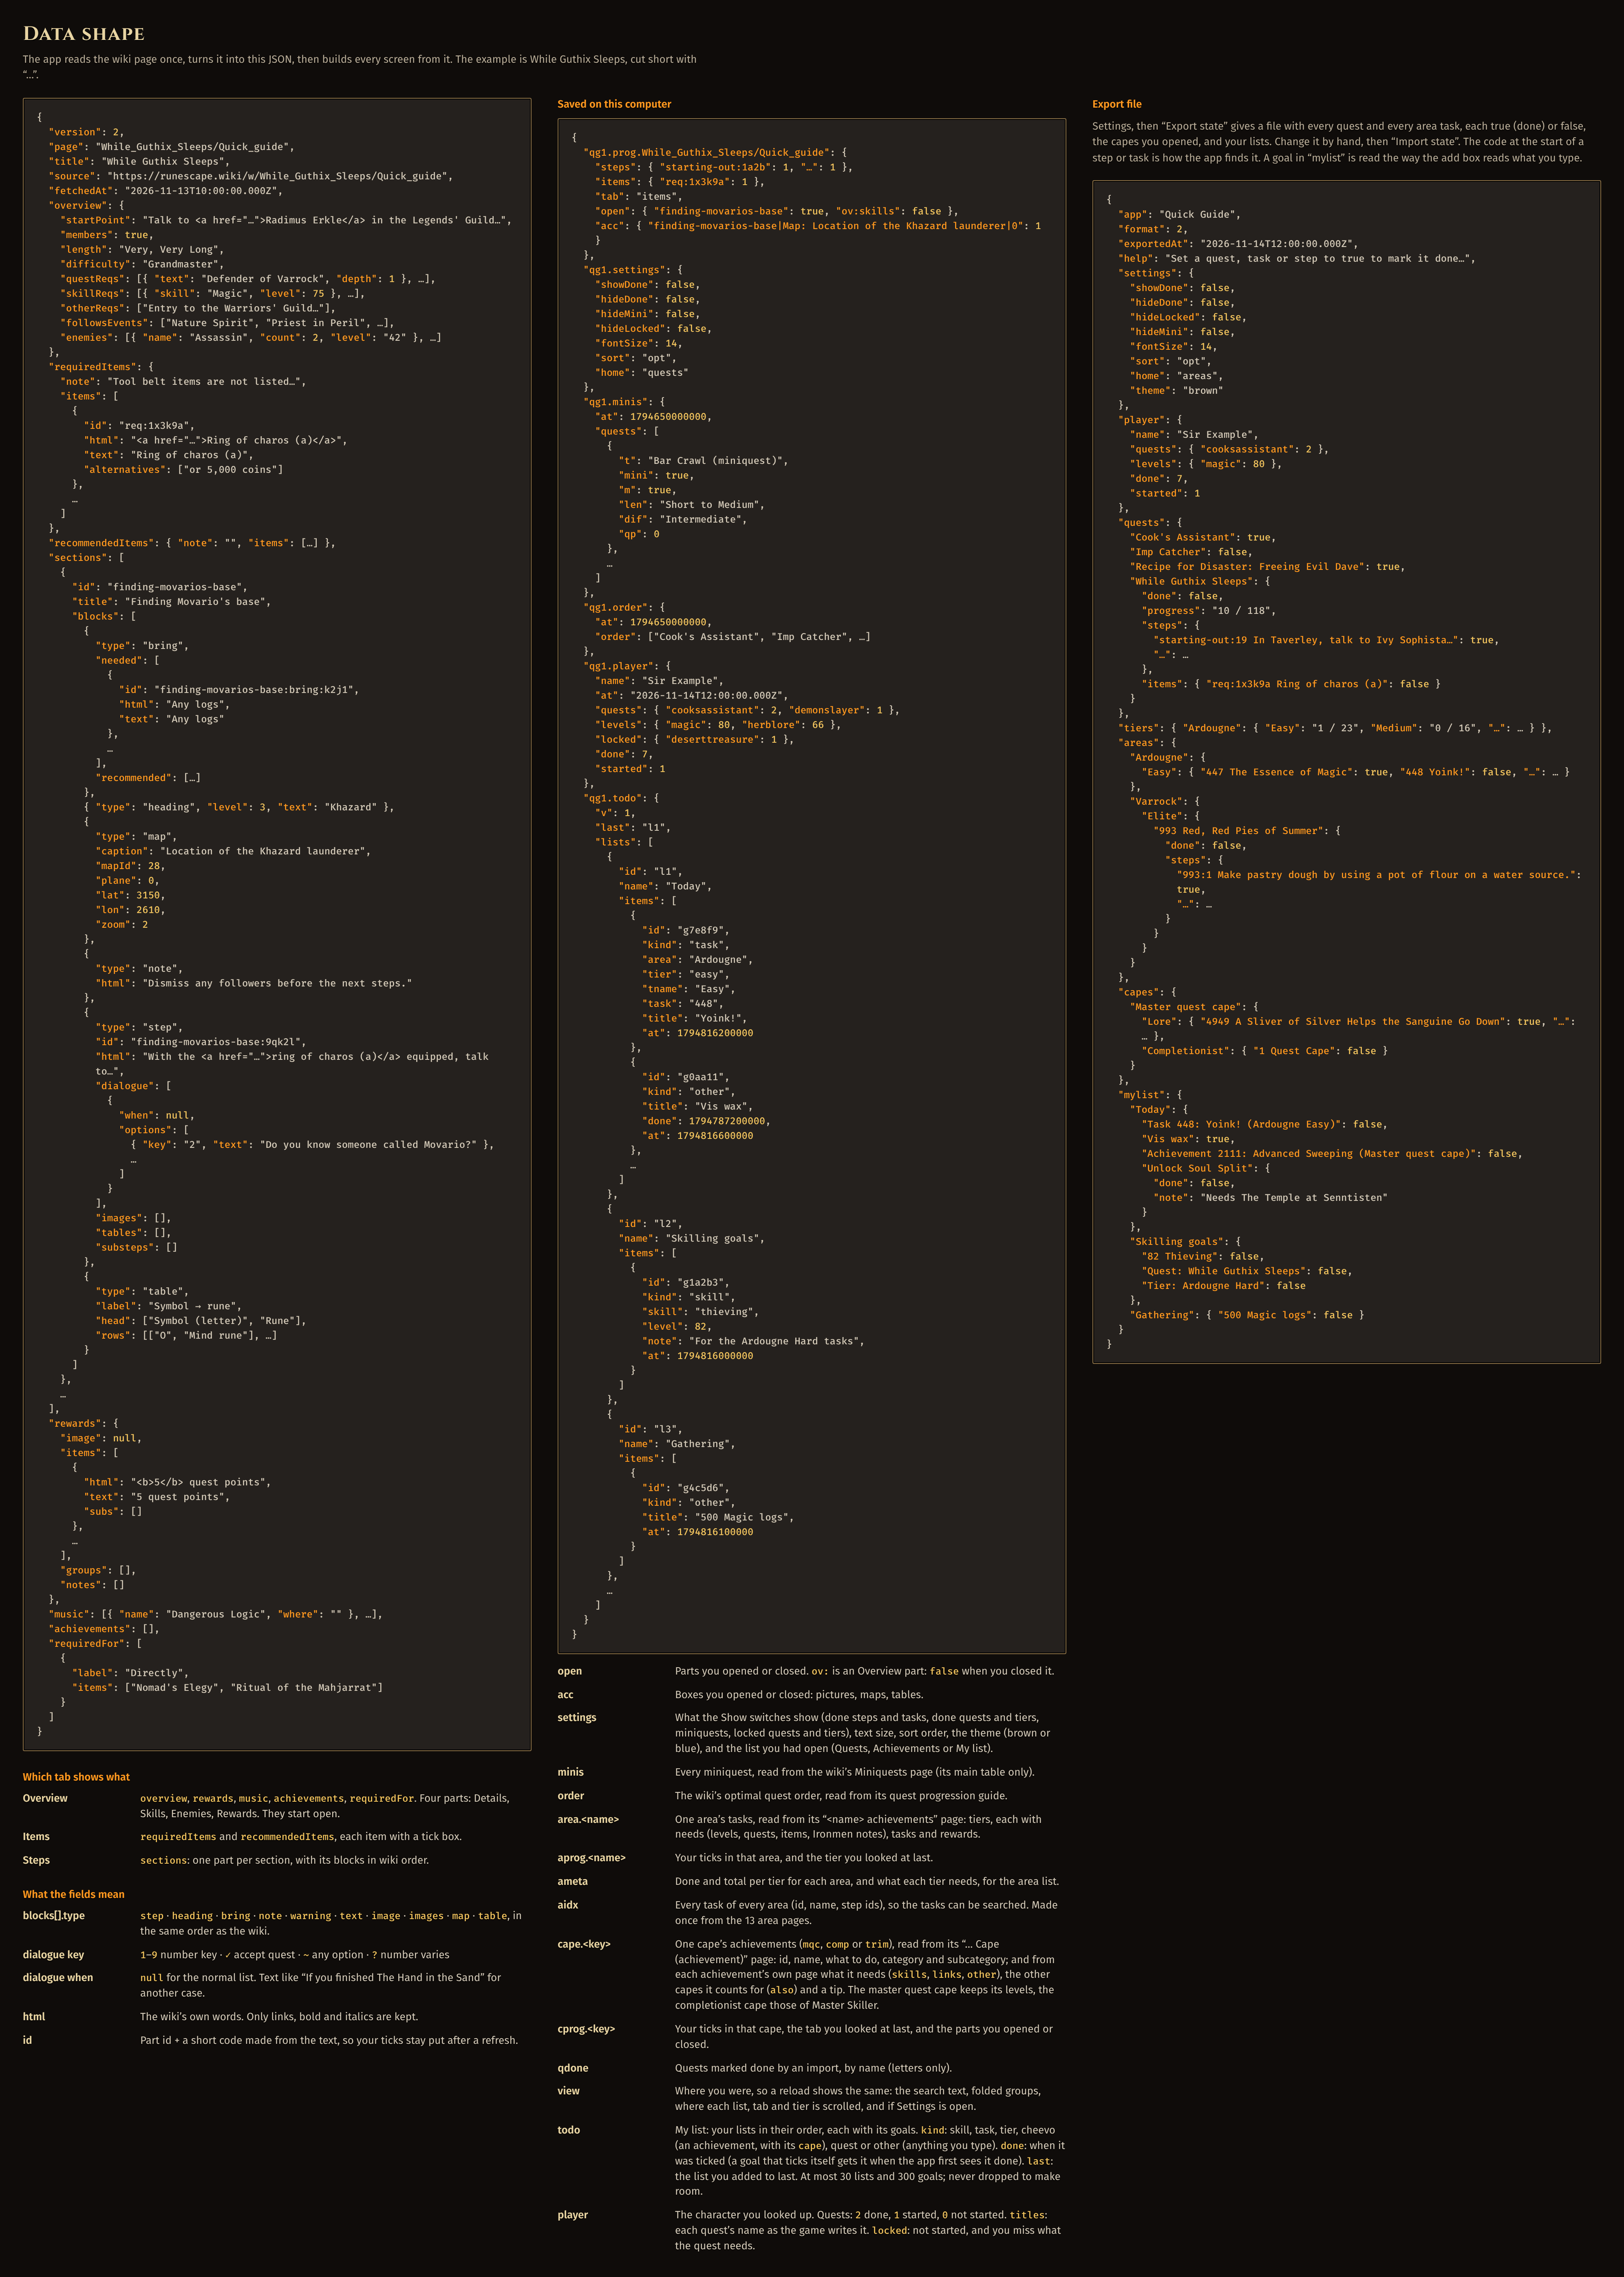 Data shape
The app reads the wiki page once, turns it into this JSON, then builds every screen from it. The example is While Guthix Sleeps, cut short with
“…”.
{
"version": 2,
"page": "While_Guthix_Sleeps/Quick_guide",
"title": "While Guthix Sleeps",
"source": "https://runescape.wiki/w/While_Guthix_Sleeps/Quick_guide",
"fetchedAt": "2026-11-13T10:00:00.000Z",
"overview": {
"startPoint": "Talk to <a href="…">Radimus Erkle</a> in the Legends' Guild…",
"members": true,
"length": "Very, Very Long",
"difficulty": "Grandmaster",
"questReqs": [{ "text": "Defender of Varrock", "depth": 1 }, …],
"skillReqs": [{ "skill": "Magic", "level": 75 }, …],
"otherReqs": ["Entry to the Warriors' Guild…"],
"followsEvents": ["Nature Spirit", "Priest in Peril", …],
"enemies": [{ "name": "Assassin", "count": 2, "level": "42" }, …]
},
"requiredItems": {
"note": "Tool belt items are not listed…",
"items": [
{
"id": "req:1x3k9a",
"html": "<a href="…">Ring of charos (a)</a>",
"text": "Ring of charos (a)",
"alternatives": ["or 5,000 coins"]
},
…
]
},
"recommendedItems": { "note": "", "items": […] },
"sections": [
{
"id": "finding-movarios-base",
"title": "Finding Movario's base",
"blocks": [
{
"type": "bring",
"needed": [
{
"id": "finding-movarios-base:bring:k2j1",
"html": "Any logs",
"text": "Any logs"
},
…
],
"recommended": […]
},
{ "type": "heading", "level": 3, "text": "Khazard" },
{
"type": "map",
"caption": "Location of the Khazard launderer",
"mapId": 28,
"plane": 0,
"lat": 3150,
"lon": 2610,
"zoom": 2
},
{
"type": "note",
"html": "Dismiss any followers before the next steps."
},
{
"type": "step",
"id": "finding-movarios-base:9qk2l",
"html": "With the <a href="…">ring of charos (a)</a> equipped, talk
to…",
"dialogue": [
{
"when": null,
"options": [
{ "key": "2", "text": "Do you know someone called Movario?" },
…
]
}
],
"images": [],
"tables": [],
"substeps": []
},
{
"type": "table",
"label": "Symbol → rune",
"head": ["Symbol (letter)", "Rune"],
"rows": [["O", "Mind rune"], …]
}
]
},
…
],
"rewards": {
"image": null,
"items": [
{
"html": "<b>5</b> quest points",
"text": "5 quest points",
"subs": []
},
…
],
"groups": [],
"notes": []
},
"music": [{ "name": "Dangerous Logic", "where": "" }, …],
"achievements": [],
"requiredFor": [
{
"label": "Directly",
"items": ["Nomad's Elegy", "Ritual of the Mahjarrat"]
}
]
}
Which tab shows what
Overview overview, rewards, music, achievements, requiredFor. Four parts: Details,
Skills, Enemies, Rewards. They start open.
Items requiredItems and recommendedItems, each item with a tick box.
Steps sections: one part per section, with its blocks in wiki order.
What the fields mean
blocks[].type step · heading · bring · note · warning · text · image · images · map · table, in
the same order as the wiki.
dialogue key 1–9 number key · ✓ accept quest · ~ any option · ? number varies
dialogue when null for the normal list. Text like “If you finished The Hand in the Sand” for
another case.
html The wiki’s own words. Only links, bold and italics are kept.
id Part id + a short code made from the text, so your ticks stay put after a refresh.
Saved on this computer
{
"qg1.prog.While_Guthix_Sleeps/Quick_guide": {
"steps": { "starting-out:1a2b": 1, "…": 1 },
"items": { "req:1x3k9a": 1 },
"tab": "items",
"open": { "finding-movarios-base": true, "ov:skills": false },
"acc": { "finding-movarios-base|Map: Location of the Khazard launderer|0": 1
}
},
"qg1.settings": {
"showDone": false,
"hideDone": false,
"hideMini": false,
"hideLocked": false,
"fontSize": 14,
"sort": "opt",
"home": "quests"
},
"qg1.minis": {
"at": 1794650000000,
"quests": [
{
"t": "Bar Crawl (miniquest)",
"mini": true,
"m": true,
"len": "Short to Medium",
"dif": "Intermediate",
"qp": 0
},
…
]
},
"qg1.order": {
"at": 1794650000000,
"order": ["Cook's Assistant", "Imp Catcher", …]
},
"qg1.player": {
"name": "Sir Example",
"at": "2026-11-14T12:00:00.000Z",
"quests": { "cooksassistant": 2, "demonslayer": 1 },
"levels": { "magic": 80, "herblore": 66 },
"locked": { "deserttreasure": 1 },
"done": 7,
"started": 1
},
"qg1.todo": {
"v": 1,
"last": "l1",
"lists": [
{
"id": "l1",
"name": "Today",
"items": [
{
"id": "g7e8f9",
"kind": "task",
"area": "Ardougne",
"tier": "easy",
"tname": "Easy",
"task": "448",
"title": "Yoink!",
"at": 1794816200000
},
{
"id": "g0aa11",
"kind": "other",
"title": "Vis wax",
"done": 1794787200000,
"at": 1794816600000
},
…
]
},
{
"id": "l2",
"name": "Skilling goals",
"items": [
{
"id": "g1a2b3",
"kind": "skill",
"skill": "thieving",
"level": 82,
"note": "For the Ardougne Hard tasks",
"at": 1794816000000
}
]
},
{
"id": "l3",
"name": "Gathering",
"items": [
{
"id": "g4c5d6",
"kind": "other",
"title": "500 Magic logs",
"at": 1794816100000
}
]
},
…
]
}
}
open Parts you opened or closed. ov: is an Overview part: false when you closed it.
acc Boxes you opened or closed: pictures, maps, tables.
settings What the Show switches show (done steps and tasks, done quests and tiers,
miniquests, locked quests and tiers), text size, sort order, the theme (brown or
blue), and the list you had open (Quests, Achievements or My list).
minis Every miniquest, read from the wiki’s Miniquests page (its main table only).
order The wiki’s optimal quest order, read from its quest progression guide.
area.<name> One area’s tasks, read from its “<name> achievements” page: tiers, each with
needs (levels, quests, items, Ironmen notes), tasks and rewards.
aprog.<name> Your ticks in that area, and the tier you looked at last.
ameta Done and total per tier for each area, and what each tier needs, for the area list.
aidx Every task of every area (id, name, step ids), so the tasks can be searched. Made
once from the 13 area pages.
cape.<key> One cape’s achievements (mqc, comp or trim), read from its “… Cape
(achievement)” page: id, name, what to do, category and subcategory; and from
each achievement’s own page what it needs (skills, links, other), the other
capes it counts for (also) and a tip. The master quest cape keeps its levels, the
completionist cape those of Master Skiller.
cprog.<key> Your ticks in that cape, the tab you looked at last, and the parts you opened or
closed.
qdone Quests marked done by an import, by name (letters only).
view Where you were, so a reload shows the same: the search text, folded groups,
where each list, tab and tier is scrolled, and if Settings is open.
todo My list: your lists in their order, each with its goals. kind: skill, task, tier, cheevo
(an achievement, with its cape), quest or other (anything you type). done: when it
was ticked (a goal that ticks itself gets it when the app first sees it done). last:
the list you added to last. At most 30 lists and 300 goals; never dropped to make
room.
player The character you looked up. Quests: 2 done, 1 started, 0 not started. titles:
each quest’s name as the game writes it. locked: not started, and you miss what
the quest needs.
Export file
Settings, then “Export state” gives a file with every quest and every area task, each true (done) or false,
the capes you opened, and your lists. Change it by hand, then “Import state”. The code at the start of a
step or task is how the app finds it. A goal in “mylist” is read the way the add box reads what you type.
{
"app": "Quick Guide",
"format": 2,
"exportedAt": "2026-11-14T12:00:00.000Z",
"help": "Set a quest, task or step to true to mark it done…",
"settings": {
"showDone": false,
"hideDone": false,
"hideLocked": false,
"hideMini": false,
"fontSize": 14,
"sort": "opt",
"home": "areas",
"theme": "brown"
},
"player": {
"name": "Sir Example",
"quests": { "cooksassistant": 2 },
"levels": { "magic": 80 },
"done": 7,
"started": 1
},
"quests": {
"Cook's Assistant": true,
"Imp Catcher": false,
"Recipe for Disaster: Freeing Evil Dave": true,
"While Guthix Sleeps": {
"done": false,
"progress": "10 / 118",
"steps": {
"starting-out:19 In Taverley, talk to Ivy Sophista…": true,
"…": …
},
"items": { "req:1x3k9a Ring of charos (a)": false }
}
},
"tiers": { "Ardougne": { "Easy": "1 / 23", "Medium": "0 / 16", "…": … } },
"areas": {
"Ardougne": {
"Easy": { "447 The Essence of Magic": true, "448 Yoink!": false, "…": … }
},
"Varrock": {
"Elite": {
"993 Red, Red Pies of Summer": {
"done": false,
"steps": {
"993:1 Make pastry dough by using a pot of flour on a water source.":
true,
"…": …
}
}
}
}
},
"capes": {
"Master quest cape": {
"Lore": { "4949 A Sliver of Silver Helps the Sanguine Go Down": true, "…":
… },
"Completionist": { "1 Quest Cape": false }
}
},
"mylist": {
"Today": {
"Task 448: Yoink! (Ardougne Easy)": false,
"Vis wax": true,
"Achievement 2111: Advanced Sweeping (Master quest cape)": false,
"Unlock Soul Split": {
"done": false,
"note": "Needs The Temple at Senntisten"
}
},
"Skilling goals": {
"82 Thieving": false,
"Quest: While Guthix Sleeps": false,
"Tier: Ardougne Hard": false
},
"Gathering": { "500 Magic logs": false }
}
}